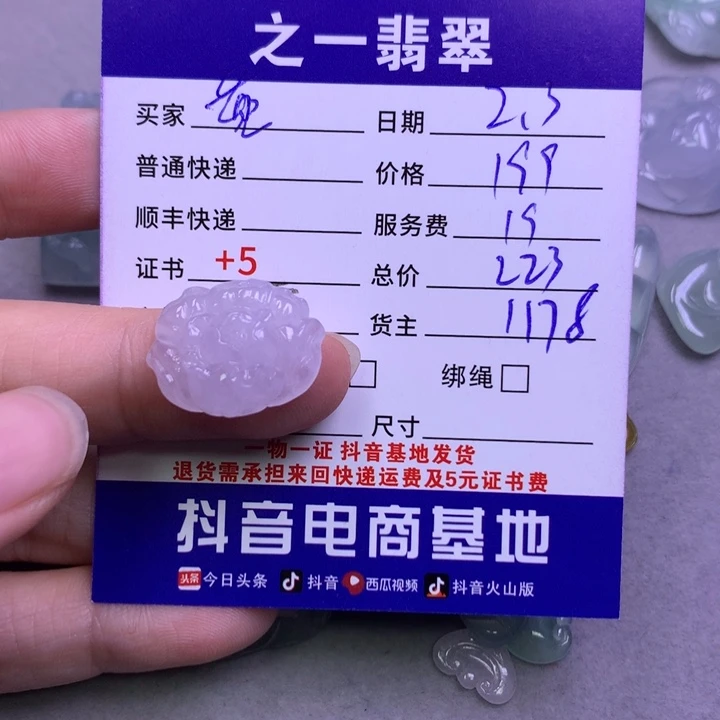 之一翡翠
买家 日期 2.3
普通快递 价格 199
顺丰快递 服务费 19
证书 +5 总价 223
货主 1178
绑绳
尺寸
一物一证 抖音基地发货
退货需承担来回快递运费及5元证书费
抖音电商基地
头条 今日头条 抖音 西瓜视频 抖音火山版